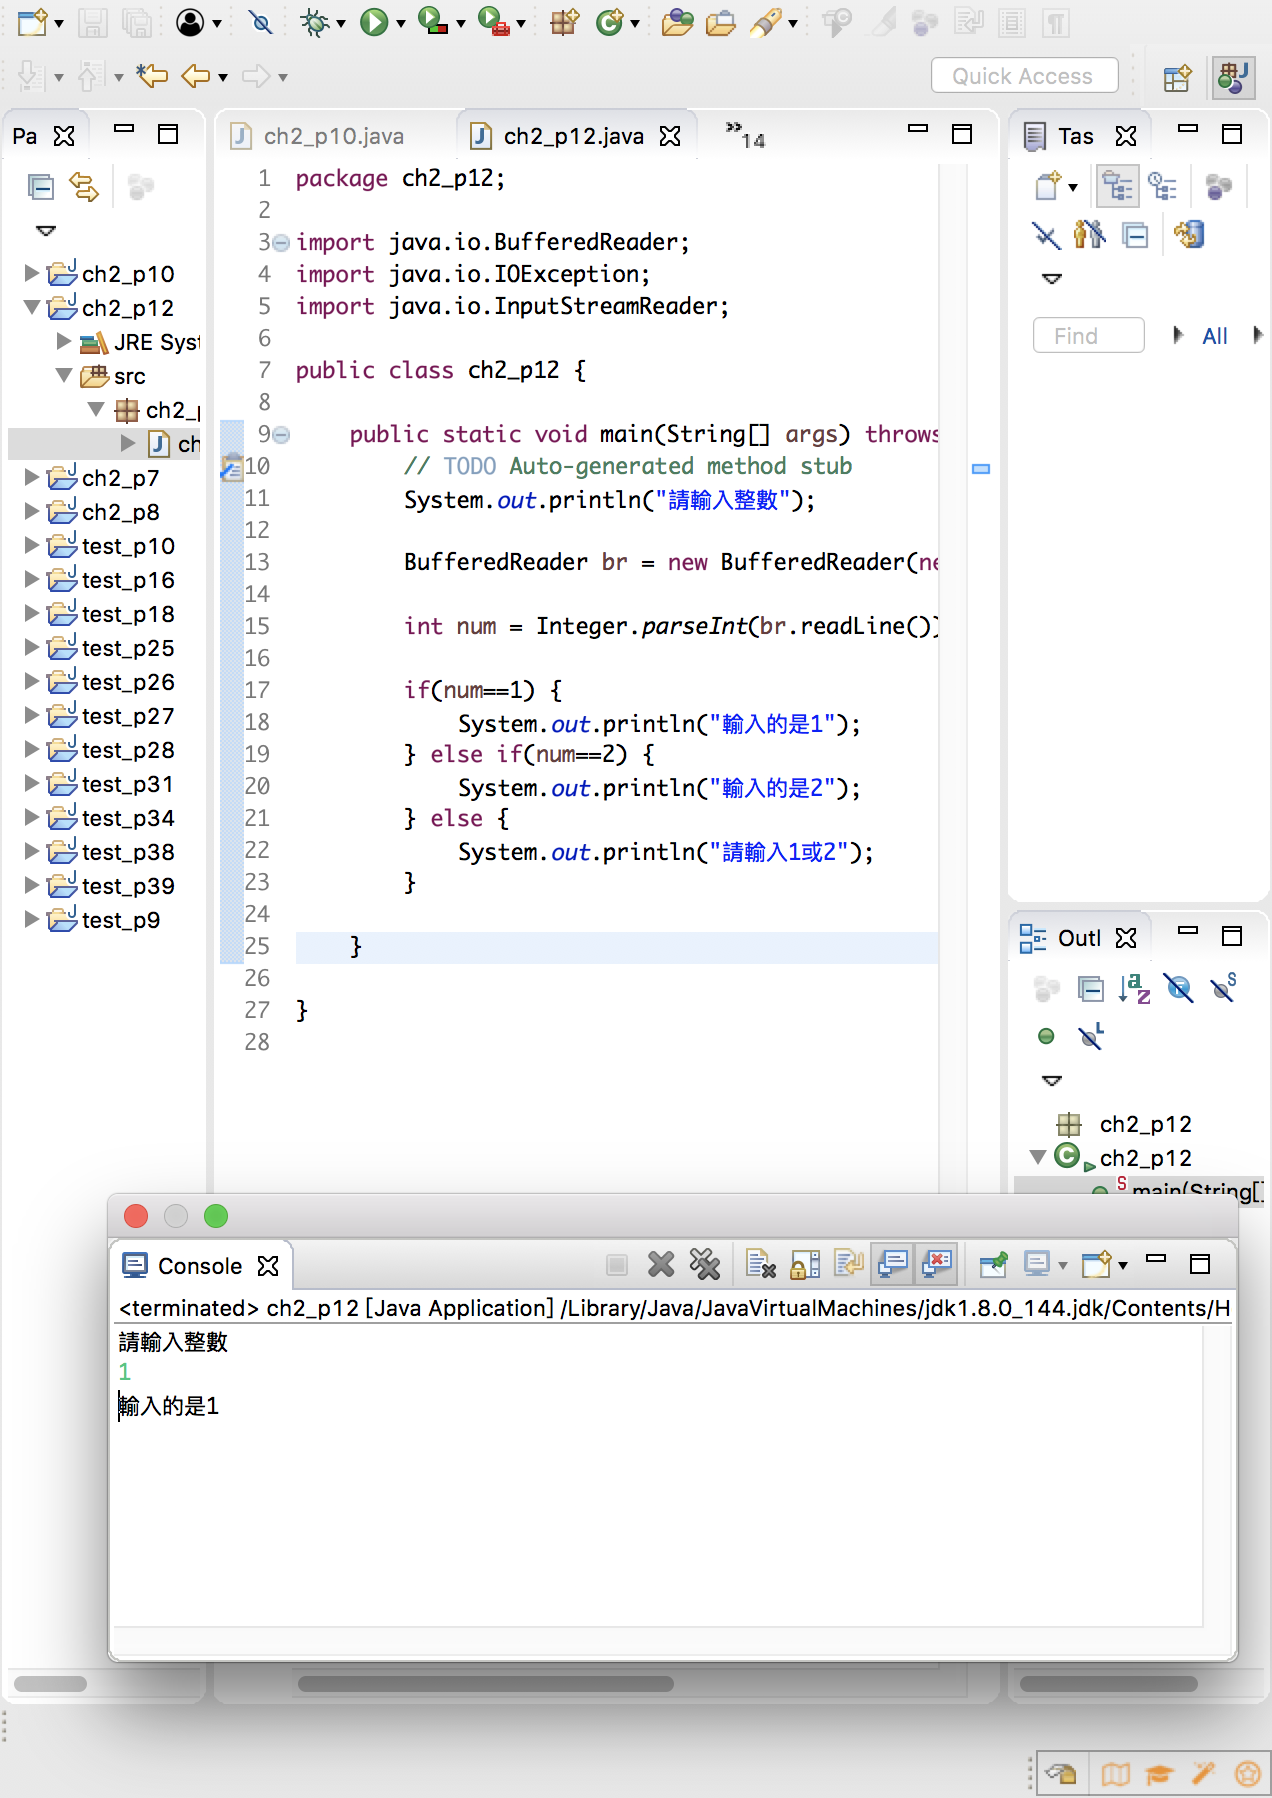 Quick Access
Pa
ch2_p10
ch2_p12
JRE Syst
src
ch2_p
ch
ch2_p7
ch2_p8
test_p10
test_p16
test_p18
test_p25
test_p26
test_p27
test_p28
test_p31
test_p34
test_p38
test_p39
test_p9
ch2_p10.java
ch2_p12.java
14
1 package ch2_p12;
2
3 import java.io.BufferedReader;
4 import java.io.IOException;
5 import java.io.InputStreamReader;
6
7 public class ch2_p12 {
8
9 public static void main(String[] args) throws
10 // TODO Auto-generated method stub
11 System.out.println("請輸入整數");
12
13 BufferedReader br = new BufferedReader(ne
14
15 int num = Integer.parseInt(br.readLine())
16
17 if(num==1) {
18 System.out.println("輸入的是1");
19 } else if(num==2) {
20 System.out.println("輸入的是2");
21 } else {
22 System.out.println("請輸入1或2");
23 }
24
25 }
26
27 }
28
Tas
Find
All
Outl
ch2_p12
ch2_p12
main(String[]
Console
<terminated> ch2_p12 [Java Application] /Library/Java/JavaVirtualMachines/jdk1.8.0_144.jdk/Contents/H
請輸入整數
1
輸入的是1